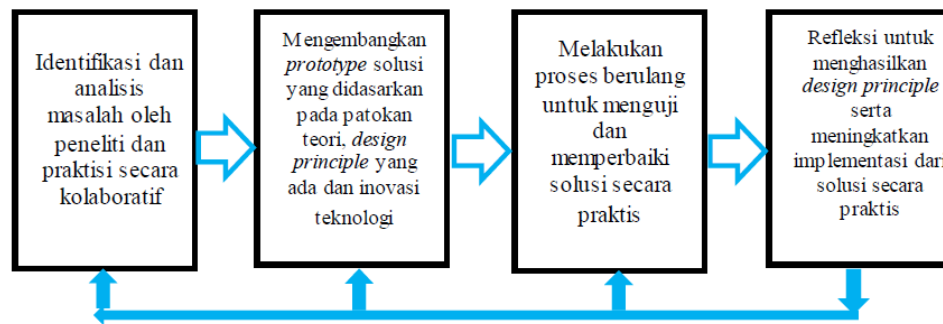 Identifikasi dan
analisis
masalah oleh
peneliti dan
praktisi secara
kolaboratif
Mengembangkan
prototype solusi
yang didasarkan
pada patokan
teori, design
principle yang
ada dan inovasi
teknologi
Melakukan
proses berulang
untuk menguji
dan
memperbaiki
solusi secara
praktis
Refleksi untuk
menghasilkan
design principle
serta
meningkatkan
implementasi dari
solusi secara
praktis